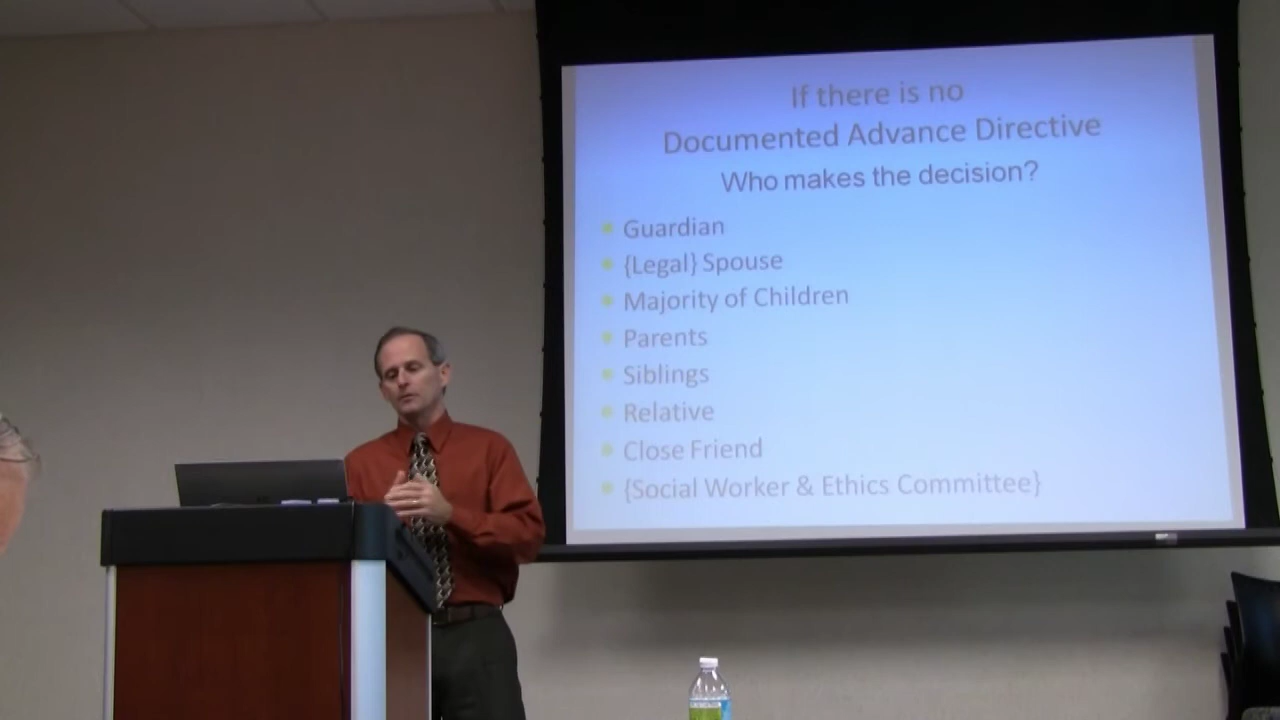 If there is no
Documented Advance Directive
Who makes the decision?
Guardian
{Legal} Spouse
Majority of Children
Parents
Siblings
Relative
Close Friend
{Social Worker & Ethics Committee}